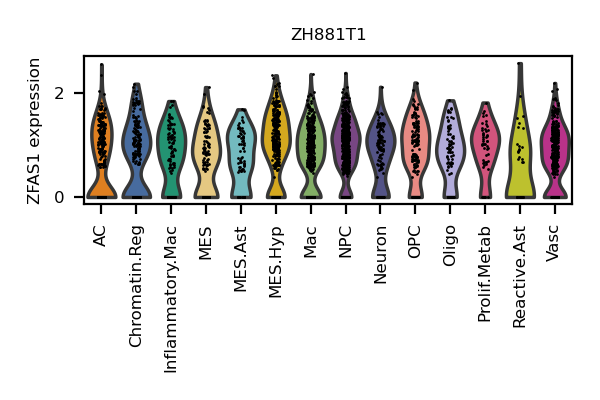 ZH881T1
ZFAS1 expression
2
0
AC
Chromatin.Reg
Inflammatory.Mac
MES
MES.Ast
MES.Hyp
Mac
NPC
Neuron
OPC
Oligo
Prolif.Metab
Reactive.Ast
Vasc